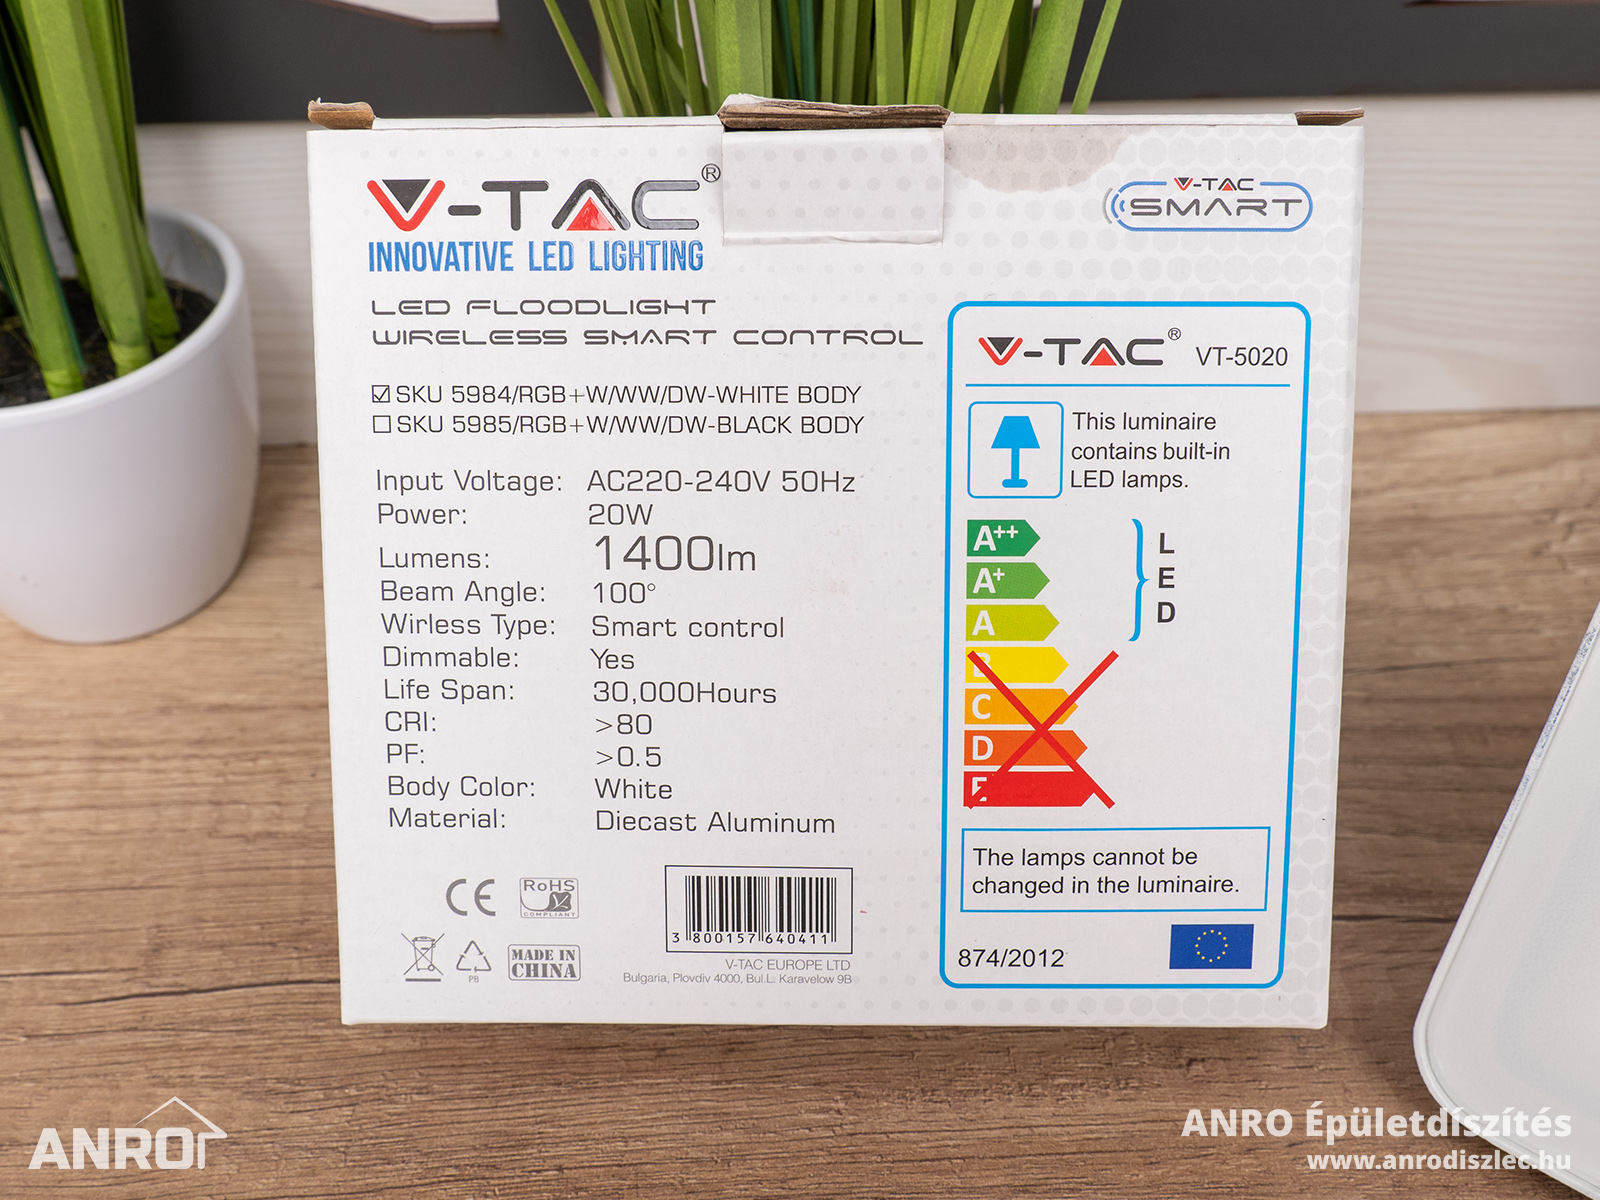 V-TAC®
INNOVATIVE LED LIGHTING
LED FLOODLIGHT
WIRELESS SMART CONTROL
V-TAC
SMART
☑SKU 5984/RGB+W/WW/DW-WHITE BODY
☐SKU 5985/RGB+W/WW/DW-BLACK BODY
Input Voltage: AC220-240V 50Hz
Power: 20W
Lumens: 1400lm
Beam Angle: 100°
Wirless Type: Smart control
Dimmable: Yes
Life Span: 30,000Hours
CRI: >80
PF: >0.5
Body Color: White
Material: Diecast Aluminum
CE
RoHS
COMPLIANT
PB
MADE IN
CHINA
3 800157 640411
V-TAC EUROPE LTD
Bulgaria, Plovdiv 4000, Bul.L. Karavelow 9B
V-TAC® VT-5020
This luminaire
contains built-in
LED lamps.
A++
A+
A
B
C
D
E
L
E
D
The lamps cannot be
changed in the luminaire.
874/2012
ANRO
ANRO Épületdíszítés
www.anrodiszlec.hu